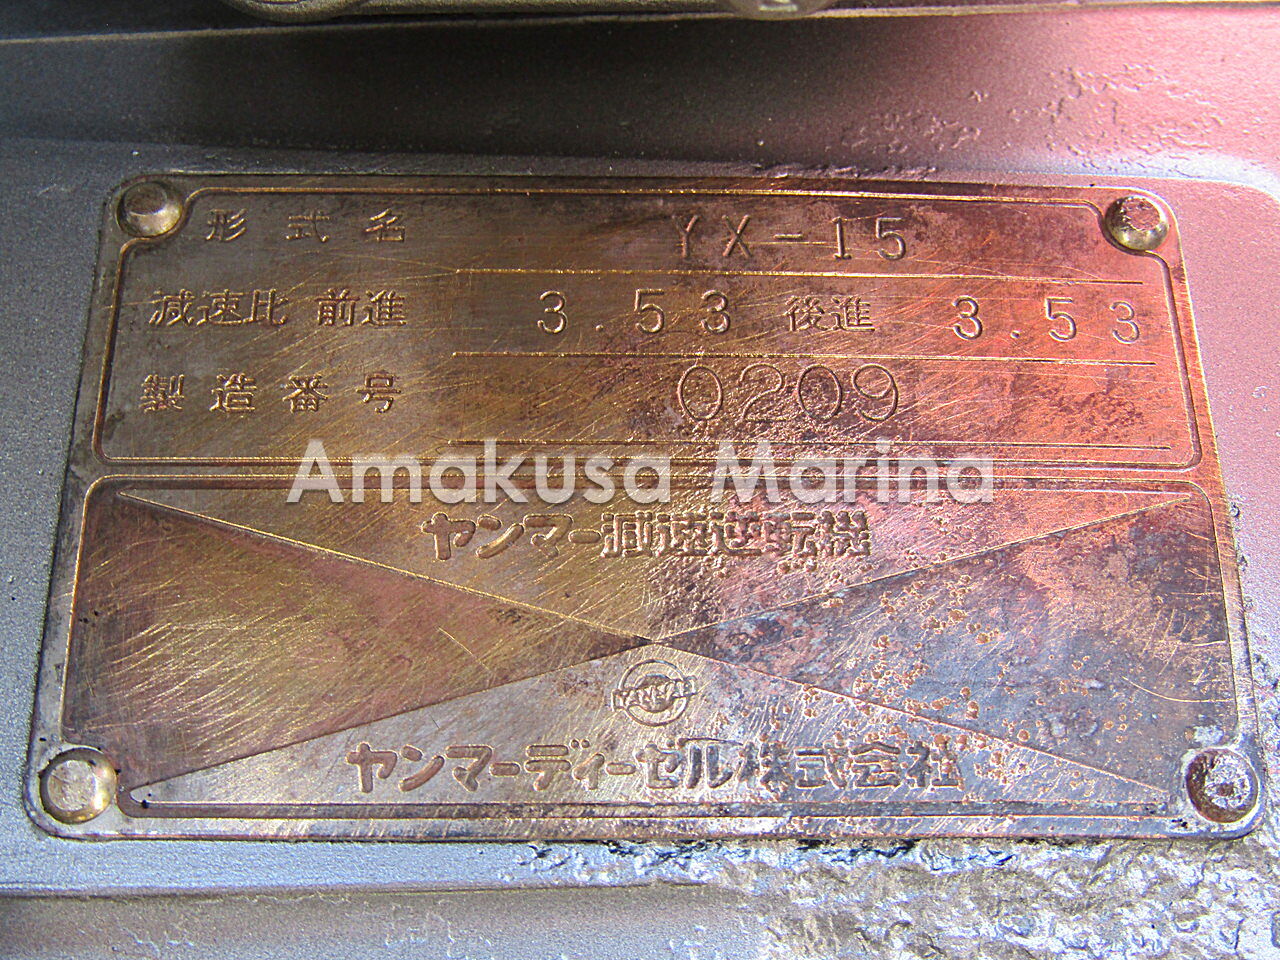 形式名 YX-15
減速比 前進 3.53 後進 3.53
製造番号 0209
Amakusa Marina
ヤンマー減速逆転機
YANMAR
ヤンマーディーゼル株式会社